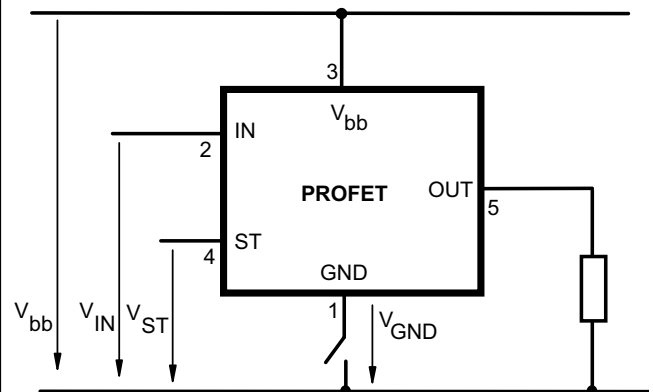 3
V_bb
IN
2
PROFET
OUT
5
ST
4
GND
1
V_bb
V_IN
V_ST
V_GND